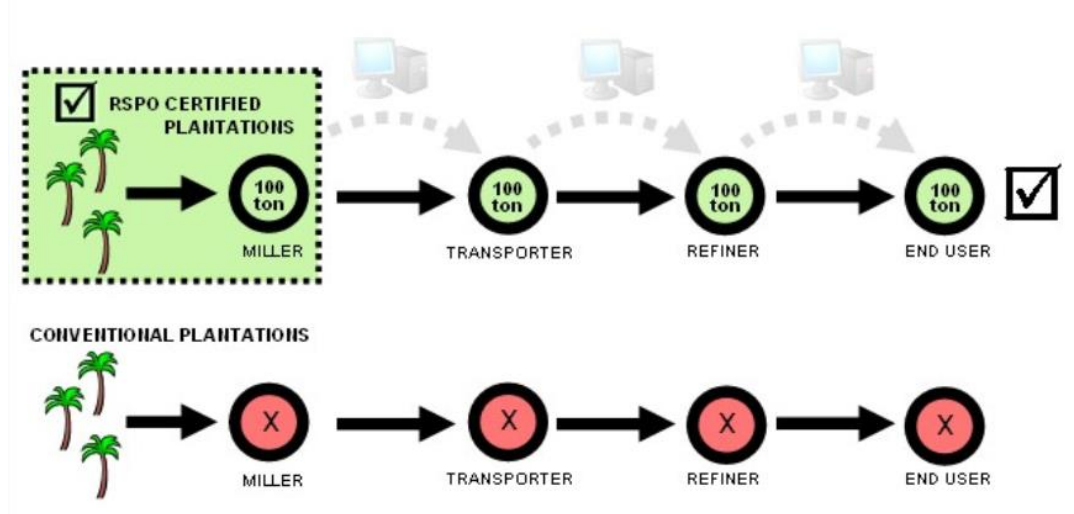 RSPO CERTIFIED
PLANTATIONS
100
ton
100
ton
100
ton
100
ton
MILLER
TRANSPORTER
REFINER
END USER
CONVENTIONAL PLANTATIONS
X
X
X
X
MILLER
TRANSPORTER
REFINER
END USER